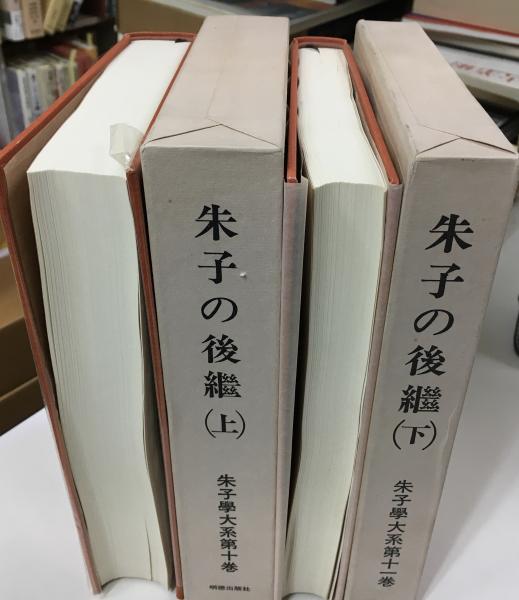 朱子の後繼(上)
朱子學大系第十巻
明徳出版社
朱子の後繼(下)
朱子學大系第十一巻